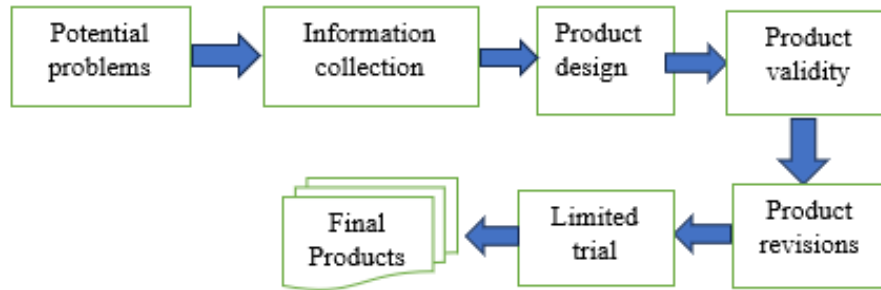 Potential
problems
Information
collection
Product
design
Product
validity
Product
revisions
Limited
trial
Final
Products